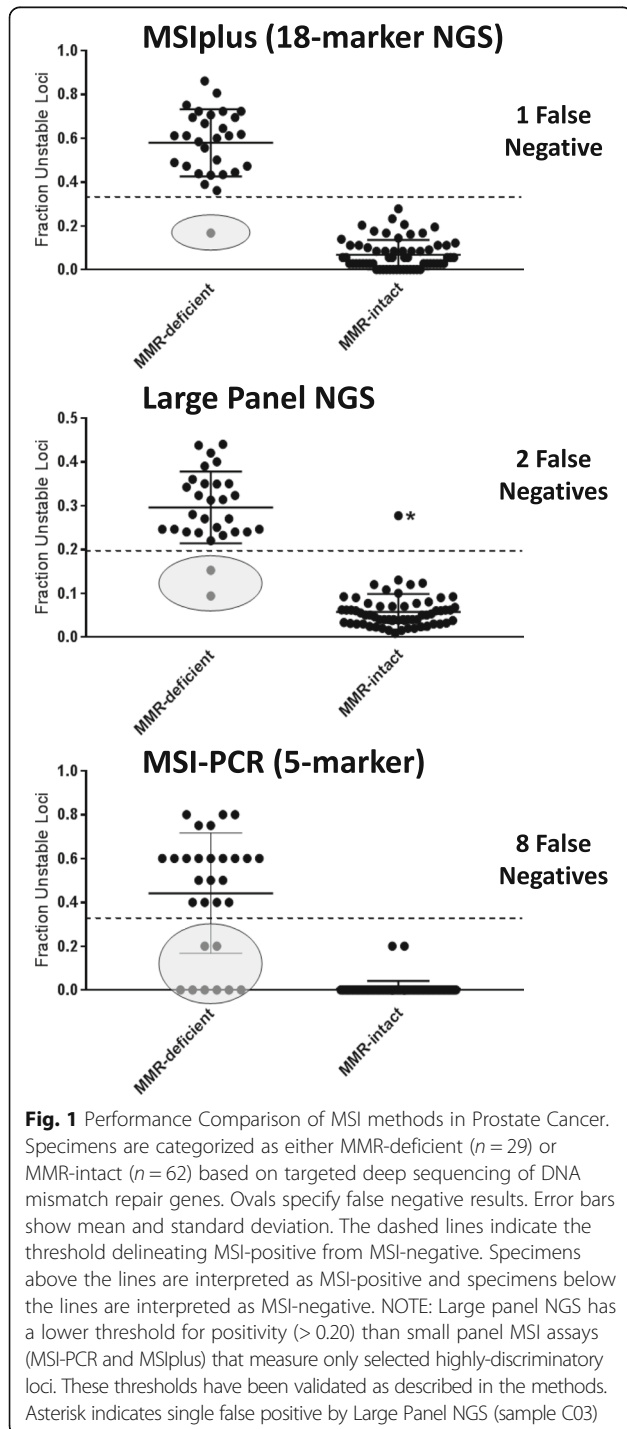 MSIplus (18-marker NGS)
1.0
0.8
0.6
0.4
0.2
0.0
Fraction Unstable Loci
1 False
Negative
MMR-deficient
MMR-intact
Large Panel NGS
0.5
0.4
0.3
0.2
0.1
0.0
Fraction Unstable Loci
*
2 False
Negatives
MMR-deficient
MMR-intact
MSI-PCR (5-marker)
1.0
0.8
0.6
0.4
0.2
0.0
Fraction Unstable Loci
8 False
Negatives
MMR-deficient
MMR-intact
Fig. 1 Performance Comparison of MSI methods in Prostate Cancer.
Specimens are categorized as either MMR-deficient (n = 29) or
MMR-intact (n = 62) based on targeted deep sequencing of DNA
mismatch repair genes. Ovals specify false negative results. Error bars
show mean and standard deviation. The dashed lines indicate the
threshold delineating MSI-positive from MSI-negative. Specimens
above the lines are interpreted as MSI-positive and specimens below
the lines are interpreted as MSI-negative. NOTE: Large panel NGS has
a lower threshold for positivity (> 0.20) than small panel MSI assays
(MSI-PCR and MSIplus) that measure only selected highly-discriminatory
loci. These thresholds have been validated as described in the methods.
Asterisk indicates single false positive by Large Panel NGS (sample C03)